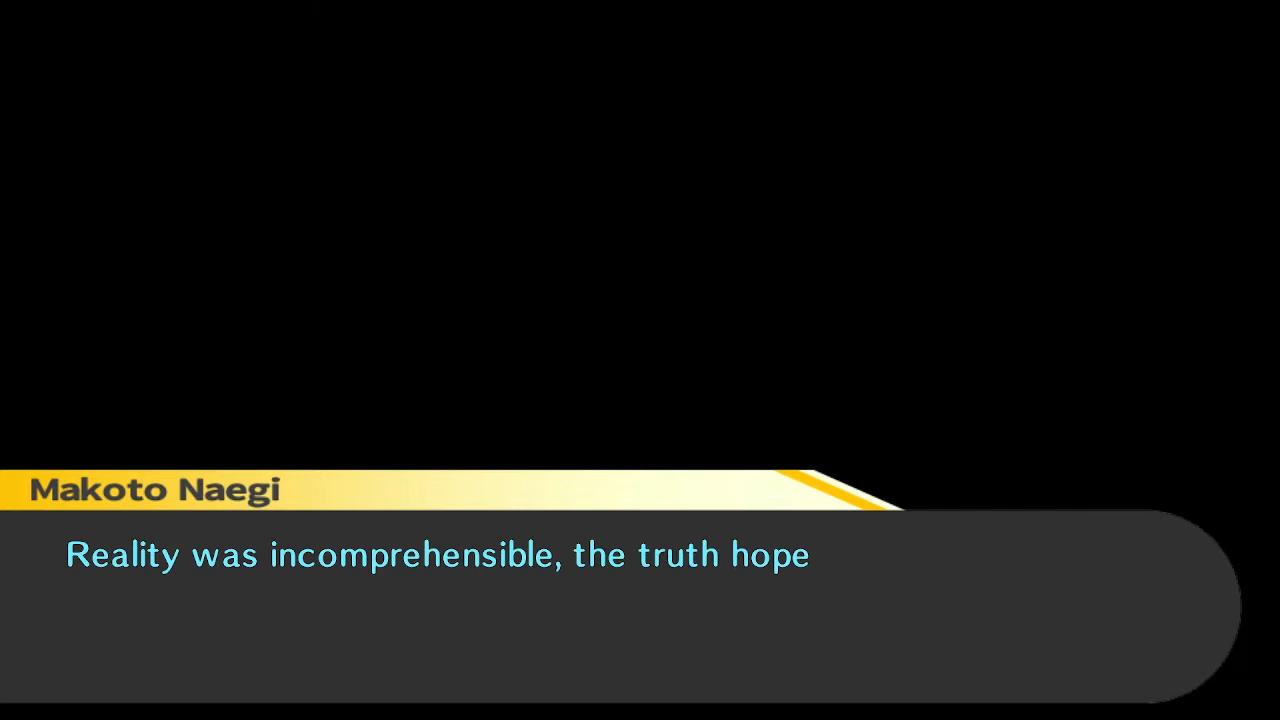 Makoto Naegi
Reality was incomprehensible, the truth hope